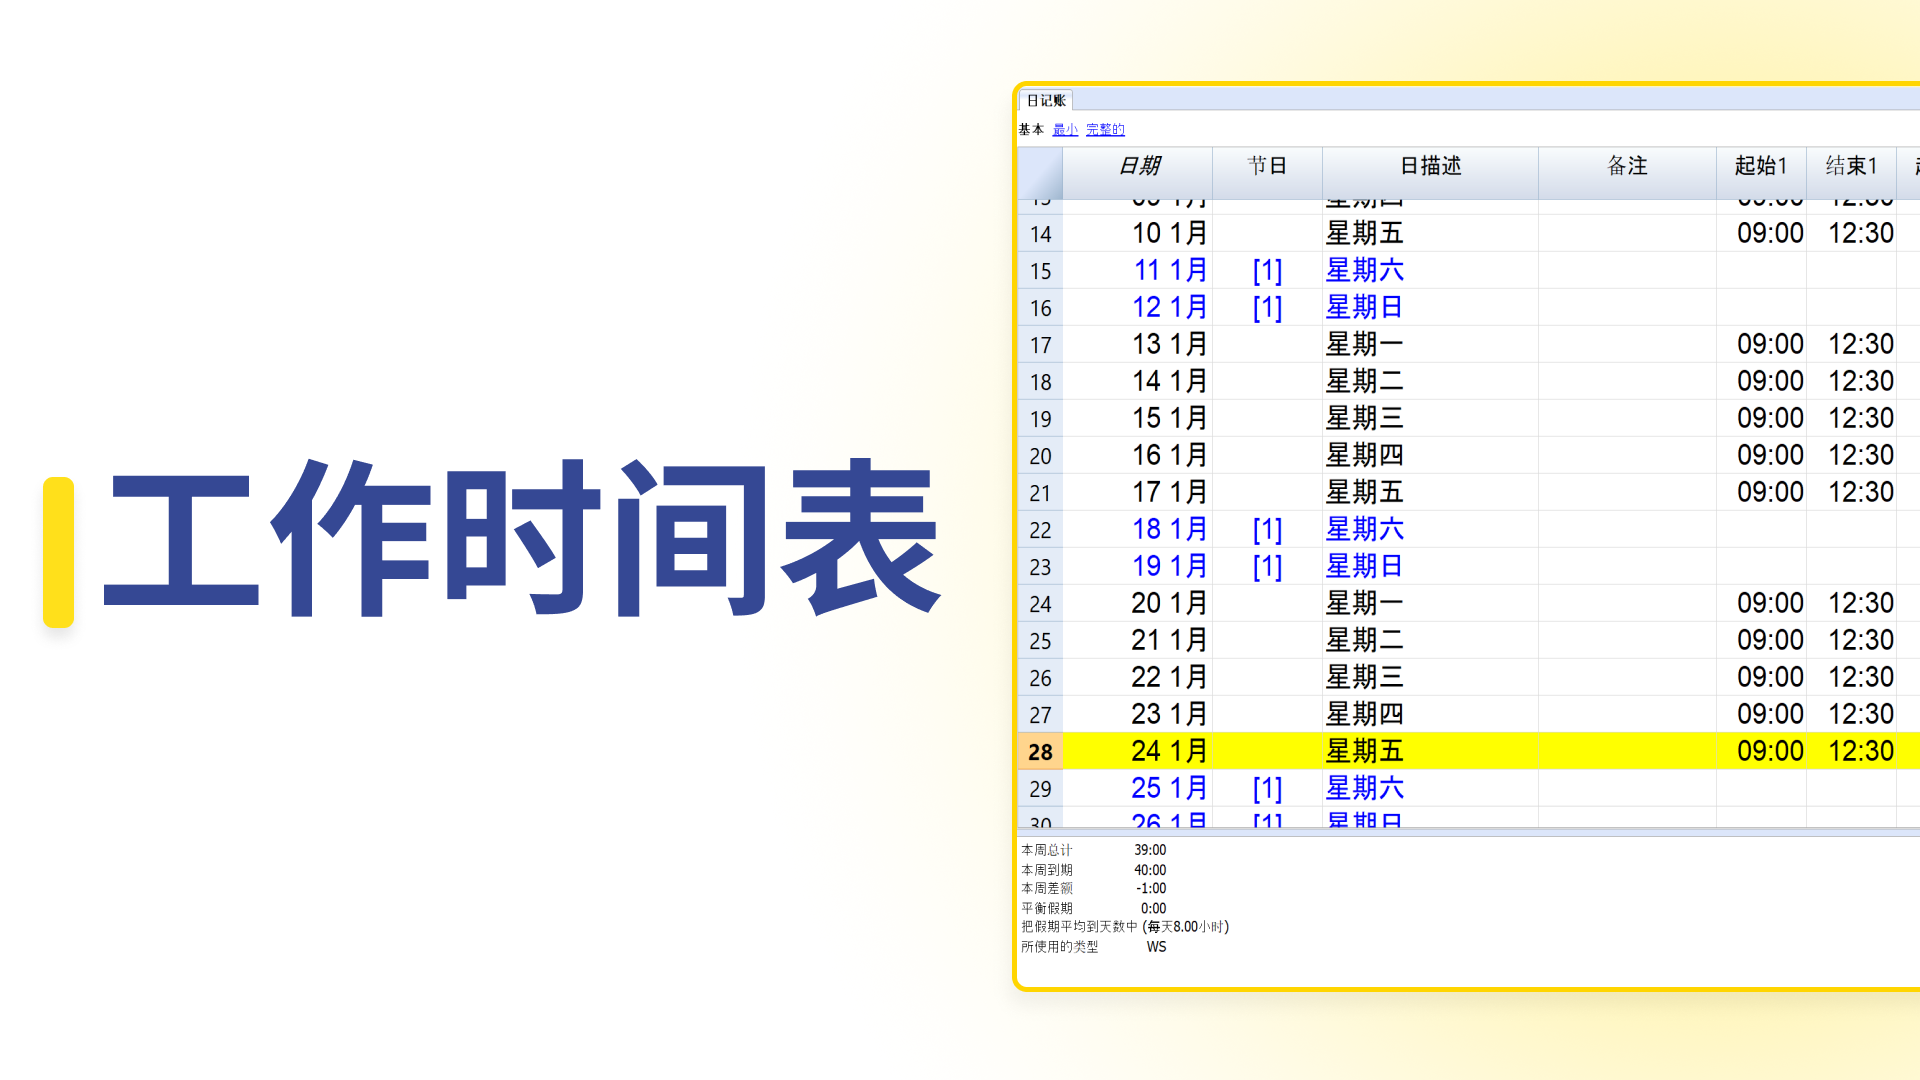 工作时间表
日记账
基本 最小 完整的
日期 节日 日描述 备注 起始1 结束1
14 10 1月 星期五 09:00 12:30
15 11 1月 [1] 星期六
16 12 1月 [1] 星期日
17 13 1月 星期一 09:00 12:30
18 14 1月 星期二 09:00 12:30
19 15 1月 星期三 09:00 12:30
20 16 1月 星期四 09:00 12:30
21 17 1月 星期五 09:00 12:30
22 18 1月 [1] 星期六
23 19 1月 [1] 星期日
24 20 1月 星期一 09:00 12:30
25 21 1月 星期二 09:00 12:30
26 22 1月 星期三 09:00 12:30
27 23 1月 星期四 09:00 12:30
28 24 1月 星期五 09:00 12:30
29 25 1月 [1] 星期六
30 26 1月 [1] 星期日
本周总计 39:00
本周到期 40:00
本周差额 -1:00
平衡假期 0:00
把假期平均到天数中 (每天8.00小时)
所使用的类型 WS